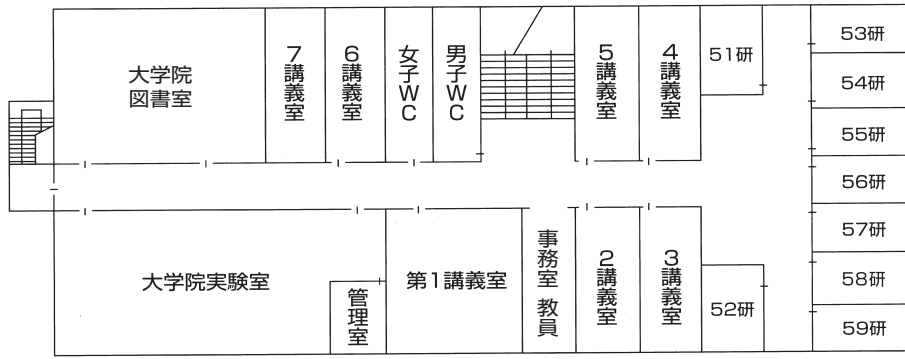 大学院
図書室
7講義室
6講義室
女子WC
男子WC
5講義室
4講義室
51研
53研
54研
55研
56研
57研
58研
59研
大学院実験室
管理室
第1講義室
事務室 教員
2講義室
3講義室
52研